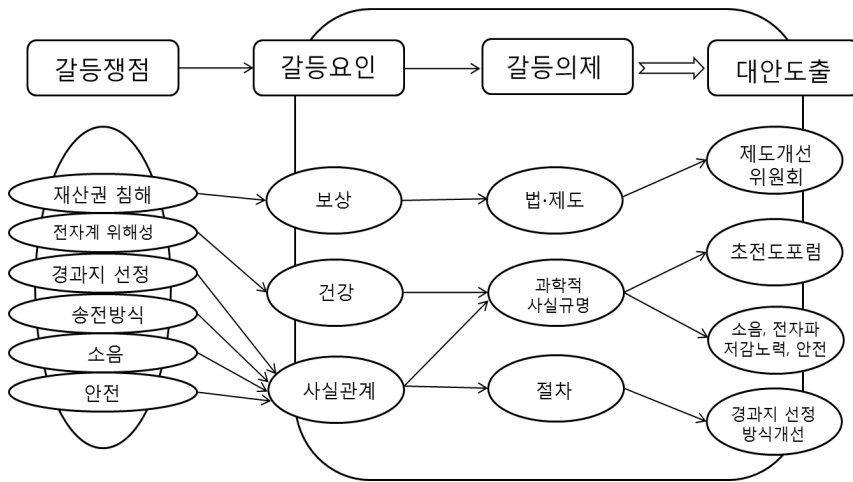 갈등쟁점
갈등요인
갈등의제
대안도출
재산권 침해
전자계 위해성
경과지 선정
송전방식
소음
안전
보상
건강
사실관계
법·제도
과학적
사실규명
절차
제도개선
위원회
초전도포럼
소음, 전자파
저감노력, 안전
경과지 선정
방식개선